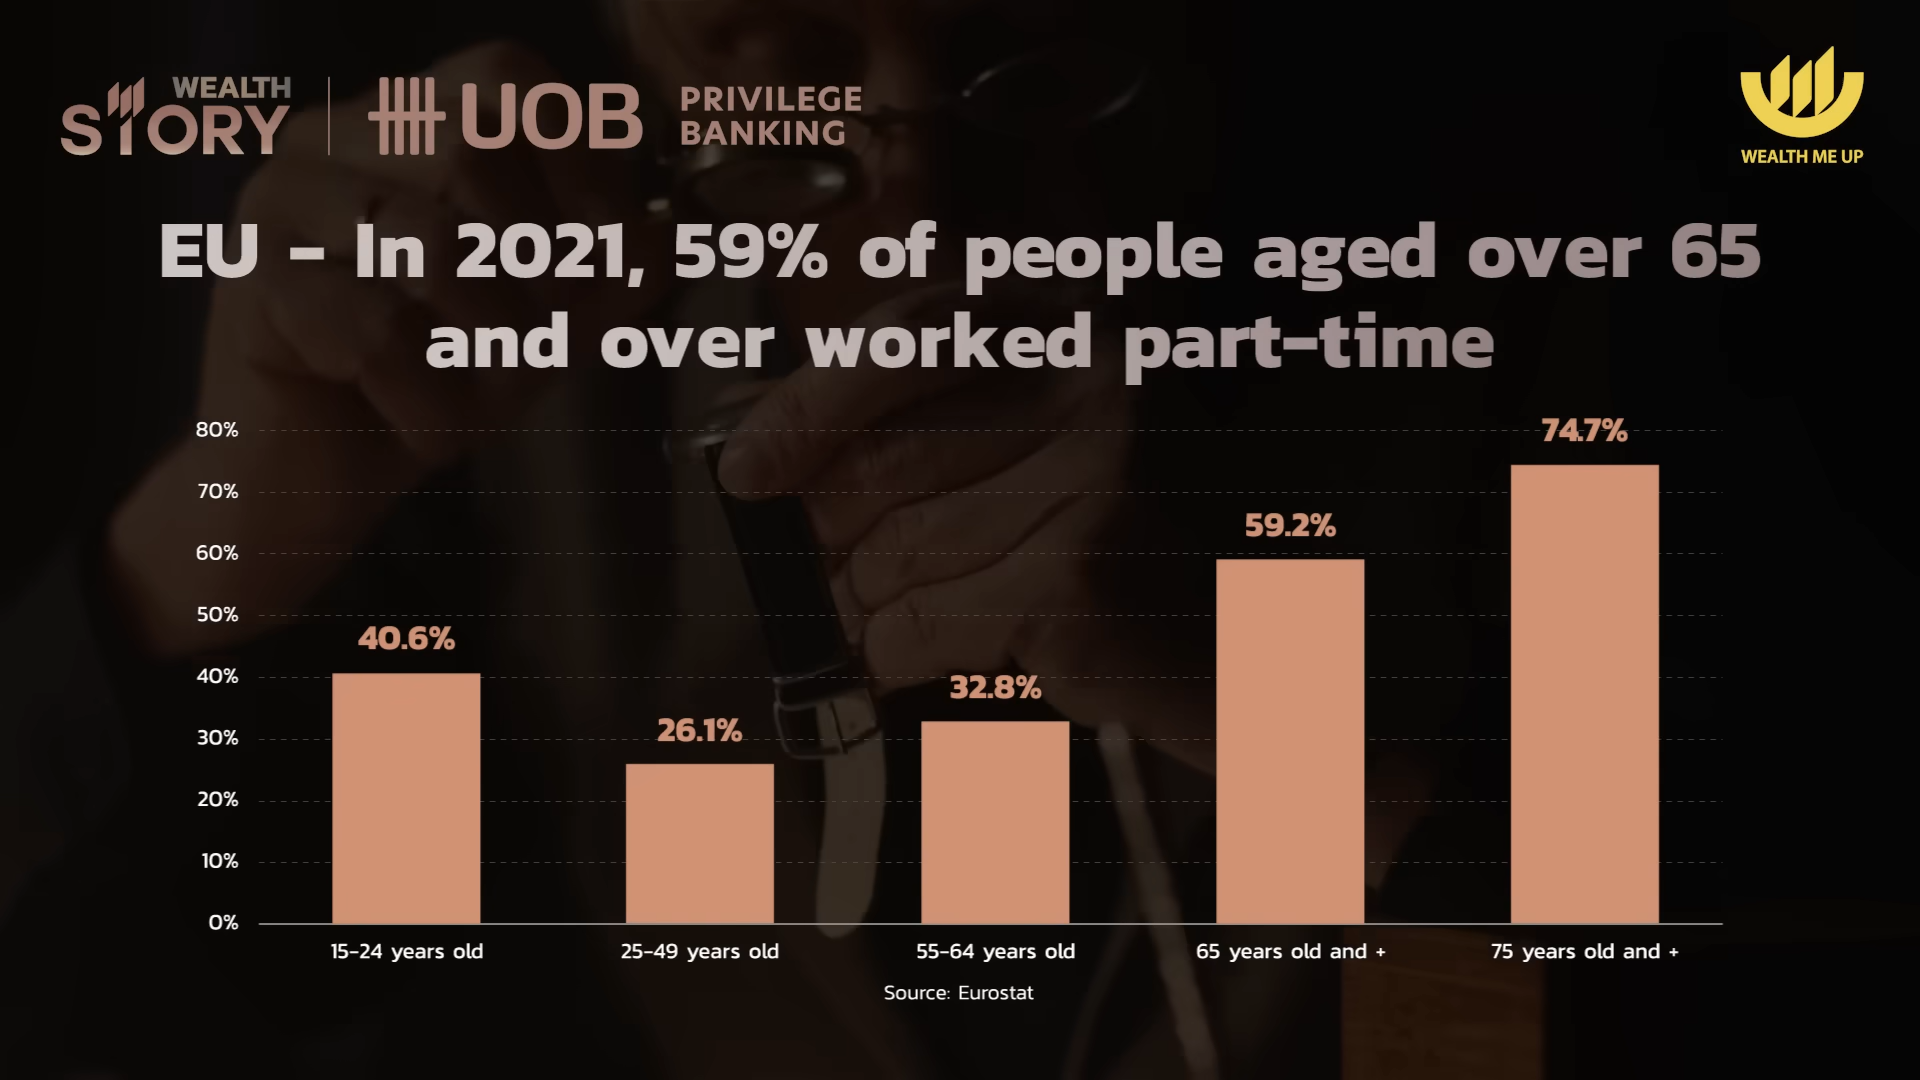 WEALTH
STORY
UOB
PRIVILEGE
BANKING
WEALTH ME UP
EU - In 2021, 59% of people aged over 65
and over worked part-time
80%
70%
60%
50%
40%
30%
20%
10%
0%
40.6%
26.1%
32.8%
59.2%
74.7%
15-24 years old
25-49 years old
55-64 years old
65 years old and +
75 years old and +
Source: Eurostat